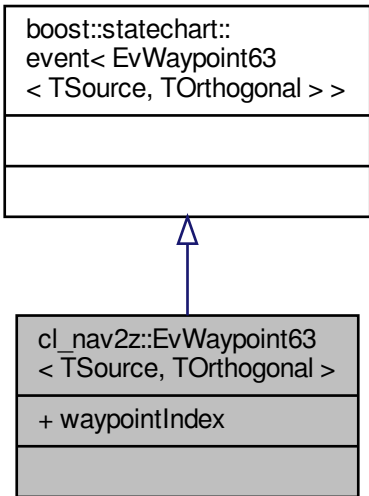 boost::statechart::
event< EvWaypoint63
< TSource, TOrthogonal > >
cl_nav2z::EvWaypoint63
< TSource, TOrthogonal >
+ waypointIndex